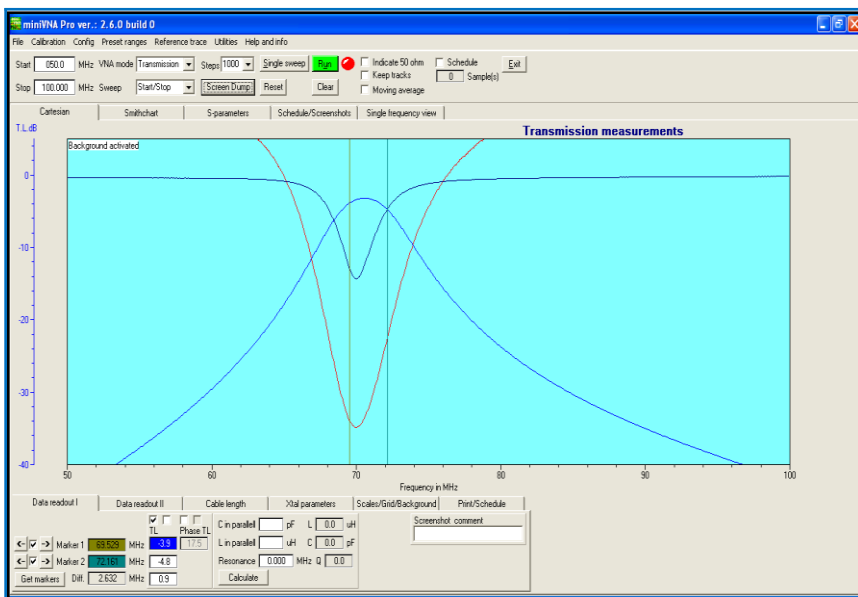 miniVNA Pro ver.: 2.6.0 build 0
File Calibration Config Preset ranges Reference trace Utilities Help and info
Start 050.0 MHz VNA mode Transmission Steps 1000 Single sweep Run Indicate 50 ohm Schedule Exit
Keep tracks 0 Sample(s)
Stop 100.000 MHz Sweep Start/Stop Screen Dump Reset Clear Moving average
Cartesian Smithchart S-parameters Schedule/Screenshots Single frequency view
T.L.dB Transmission measurements
Background activated
0
-10
-20
-30
-40
50 60 70 80 90 100
Frequency in MHz
Data readout I Data readout II Cable length Xtal parameters Scales/Grid/Background Print/Schedule
TL Phase TL C in parallell pF L 0.0 uH Screenshot comment
<- -> Marker 1 69.529 MHz -3.9 17.5 L in parallell uH C 0.0 pF
<- -> Marker 2 72.161 MHz -4.8 Resonance 0.000 MHz Q 0.0
Get markers Diff. 2.632 MHz 0.9 Calculate